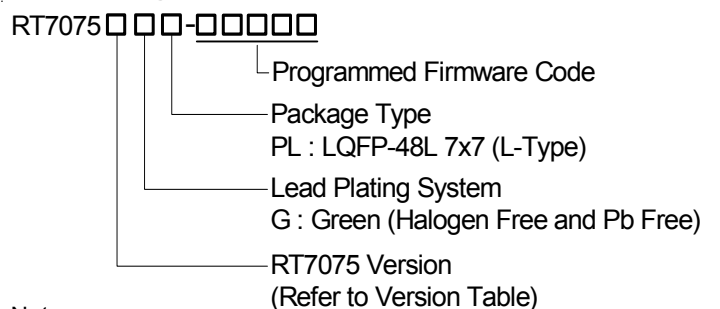 RT7075□□□-□□□□□
Programmed Firmware Code
Package Type
PL : LQFP-48L 7x7 (L-Type)
Lead Plating System
G : Green (Halogen Free and Pb Free)
RT7075 Version
(Refer to Version Table)